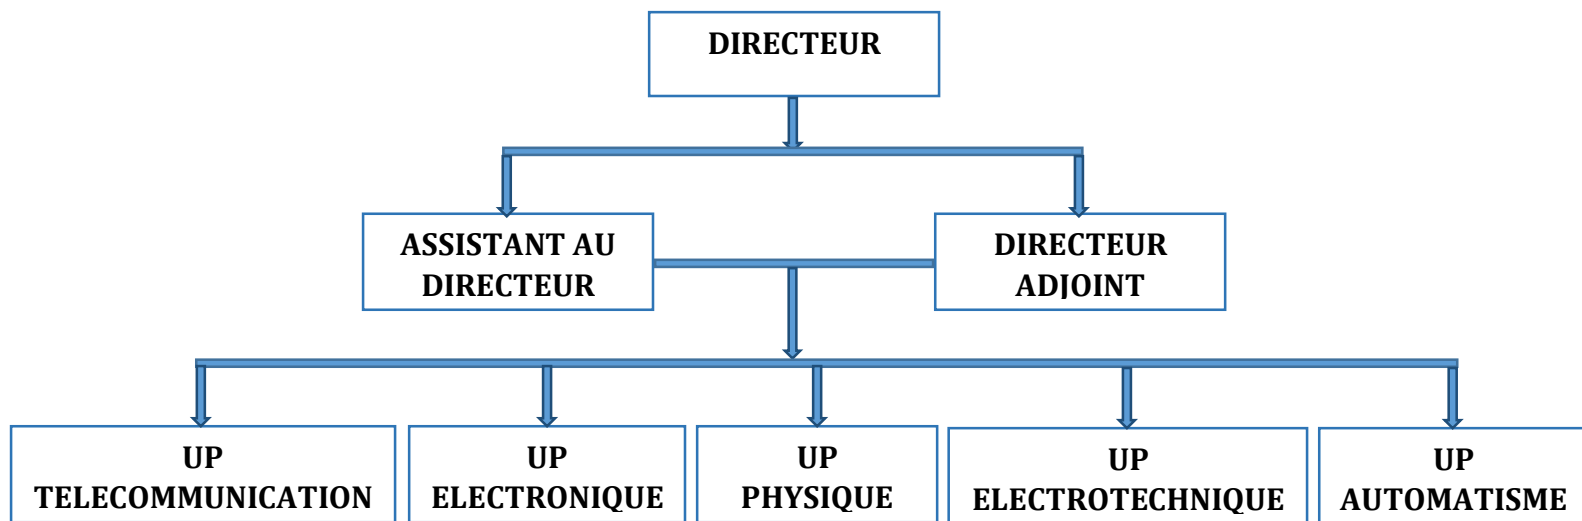 DIRECTEUR
ASSISTANT AU
DIRECTEUR
DIRECTEUR
ADJOINT
UP
TELECOMMUNICATION
UP
ELECTRONIQUE
UP
PHYSIQUE
UP
ELECTROTECHNIQUE
UP
AUTOMATISME